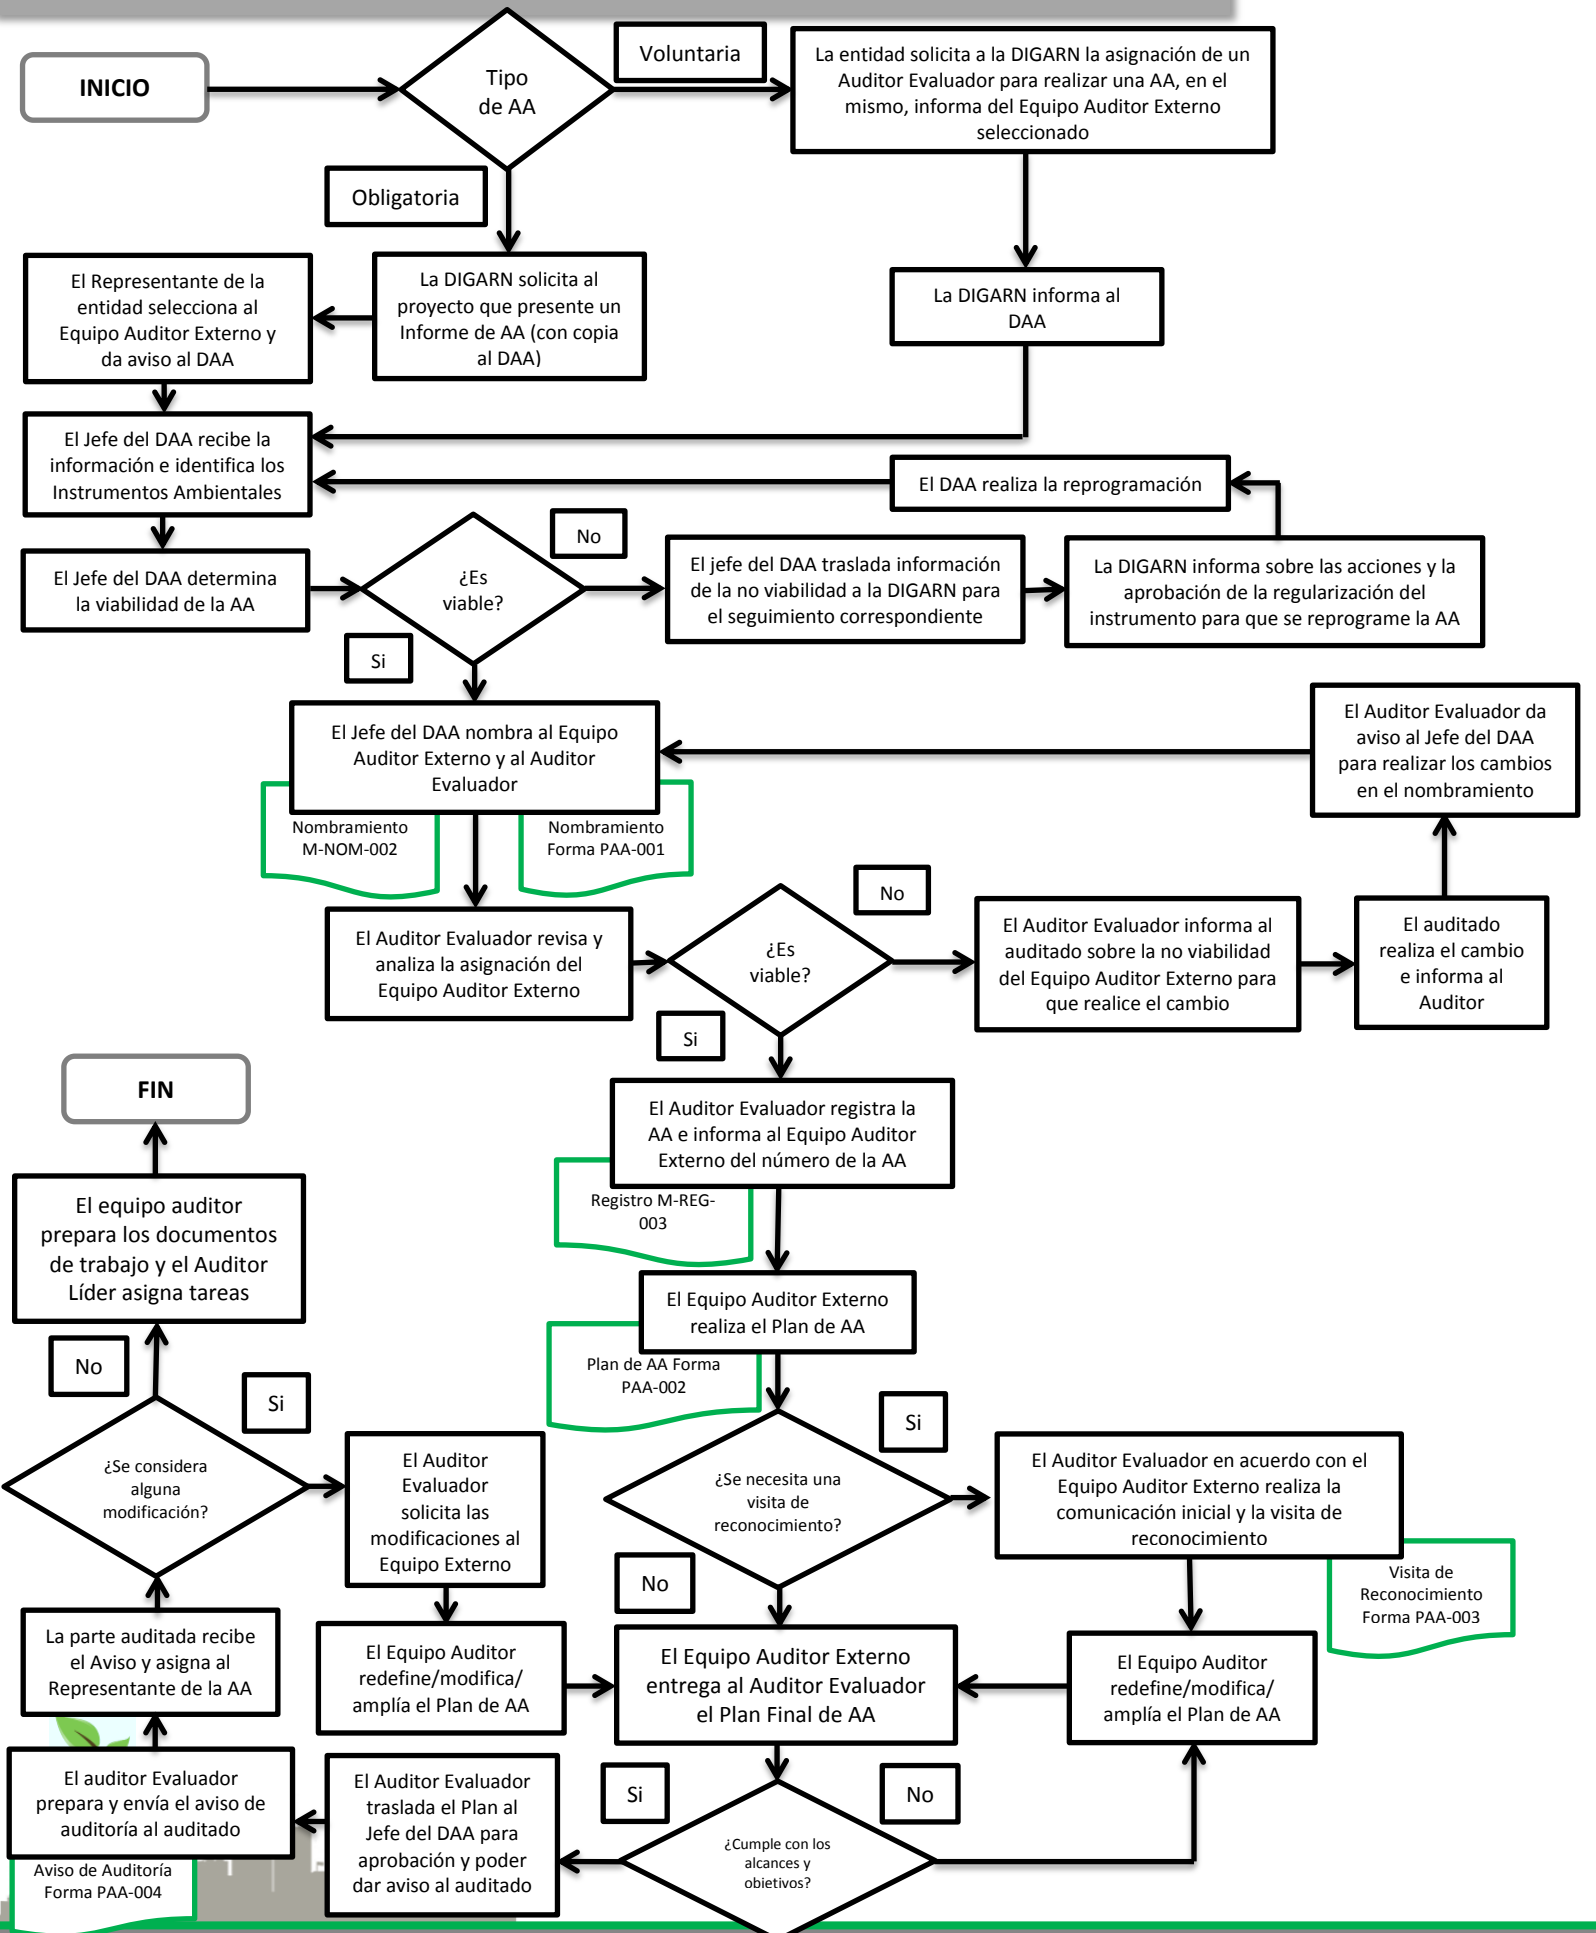 INICIO
Tipo
de AA
Voluntaria
La entidad solicita a la DIGARN la asignación de un
Auditor Evaluador para realizar una AA, en el
mismo, informa del Equipo Auditor Externo
seleccionado
Obligatoria
El Representante de la
entidad selecciona al
Equipo Auditor Externo y
da aviso al DAA
La DIGARN solicita al
proyecto que presente un
Informe de AA (con copia
al DAA)
La DIGARN informa al
DAA
El Jefe del DAA recibe la
información e identifica los
Instrumentos Ambientales
El DAA realiza la reprogramación
El Jefe del DAA determina
la viabilidad de la AA
¿Es
viable?
No
El jefe del DAA traslada información
de la no viabilidad a la DIGARN para
el seguimiento correspondiente
La DIGARN informa sobre las acciones y la
aprobación de la regularización del
instrumento para que se reprograme la AA
Si
El Jefe del DAA nombra al Equipo
Auditor Externo y al Auditor
Evaluador
El Auditor Evaluador da
aviso al Jefe del DAA
para realizar los cambios
en el nombramiento
Nombramiento
M-NOM-002
Nombramiento
Forma PAA-001
El Auditor Evaluador revisa y
analiza la asignación del
Equipo Auditor Externo
¿Es
viable?
No
El Auditor Evaluador informa al
auditado sobre la no viabilidad
del Equipo Auditor Externo para
que realice el cambio
El auditado
realiza el cambio
e informa al
Auditor
Si
FIN
El Auditor Evaluador registra la
AA e informa al Equipo Auditor
Externo del número de la AA
Registro M-REG-
003
El equipo auditor
prepara los documentos
de trabajo y el Auditor
Líder asigna tareas
El Equipo Auditor Externo
realiza el Plan de AA
Plan de AA Forma
PAA-002
No
Si
Si
¿Se considera
alguna
modificación?
El Auditor
Evaluador
solicita las
modificaciones al
Equipo Externo
¿Se necesita una
visita de
reconocimiento?
El Auditor Evaluador en acuerdo con el
Equipo Auditor Externo realiza la
comunicación inicial y la visita de
reconocimiento
No
Visita de
Reconocimiento
Forma PAA-003
La parte auditada recibe
el Aviso y asigna al
Representante de la AA
El Equipo Auditor
redefine/modifica/
amplía el Plan de AA
El Equipo Auditor Externo
entrega al Auditor Evaluador
el Plan Final de AA
El Equipo Auditor
redefine/modifica/
amplía el Plan de AA
El auditor Evaluador
prepara y envía el aviso de
auditoría al auditado
El Auditor Evaluador
traslada el Plan al
Jefe del DAA para
aprobación y poder
dar aviso al auditado
Si
No
¿Cumple con los
alcances y
objetivos?
Aviso de Auditoría
Forma PAA-004